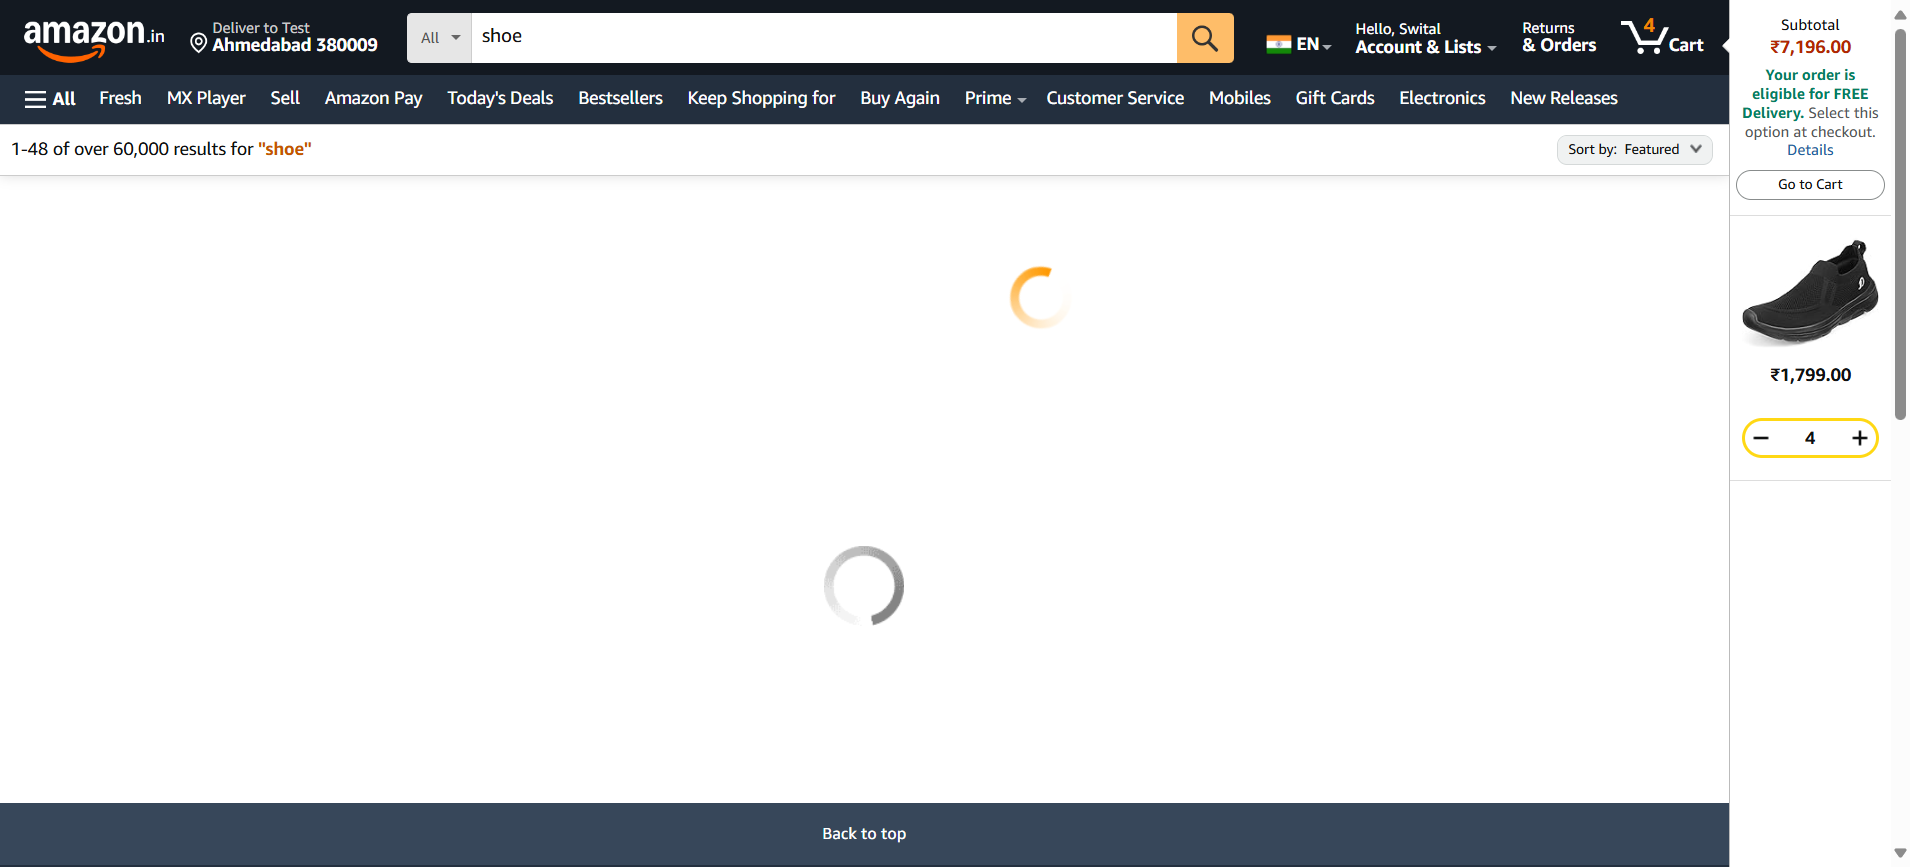 amazon.in
Deliver to Test
Ahmedabad 380009
All
shoe
EN
Hello, Swital
Account & Lists
Returns
& Orders
4
Cart
All
Fresh
MX Player
Sell
Amazon Pay
Today's Deals
Bestsellers
Keep Shopping for
Buy Again
Prime
Customer Service
Mobiles
Gift Cards
Electronics
New Releases
1-48 of over 60,000 results for "shoe"
Sort by: Featured
Subtotal
₹7,196.00
Your order is
eligible for FREE
Delivery. Select this
option at checkout.
Details
Go to Cart
₹1,799.00
4
Back to top